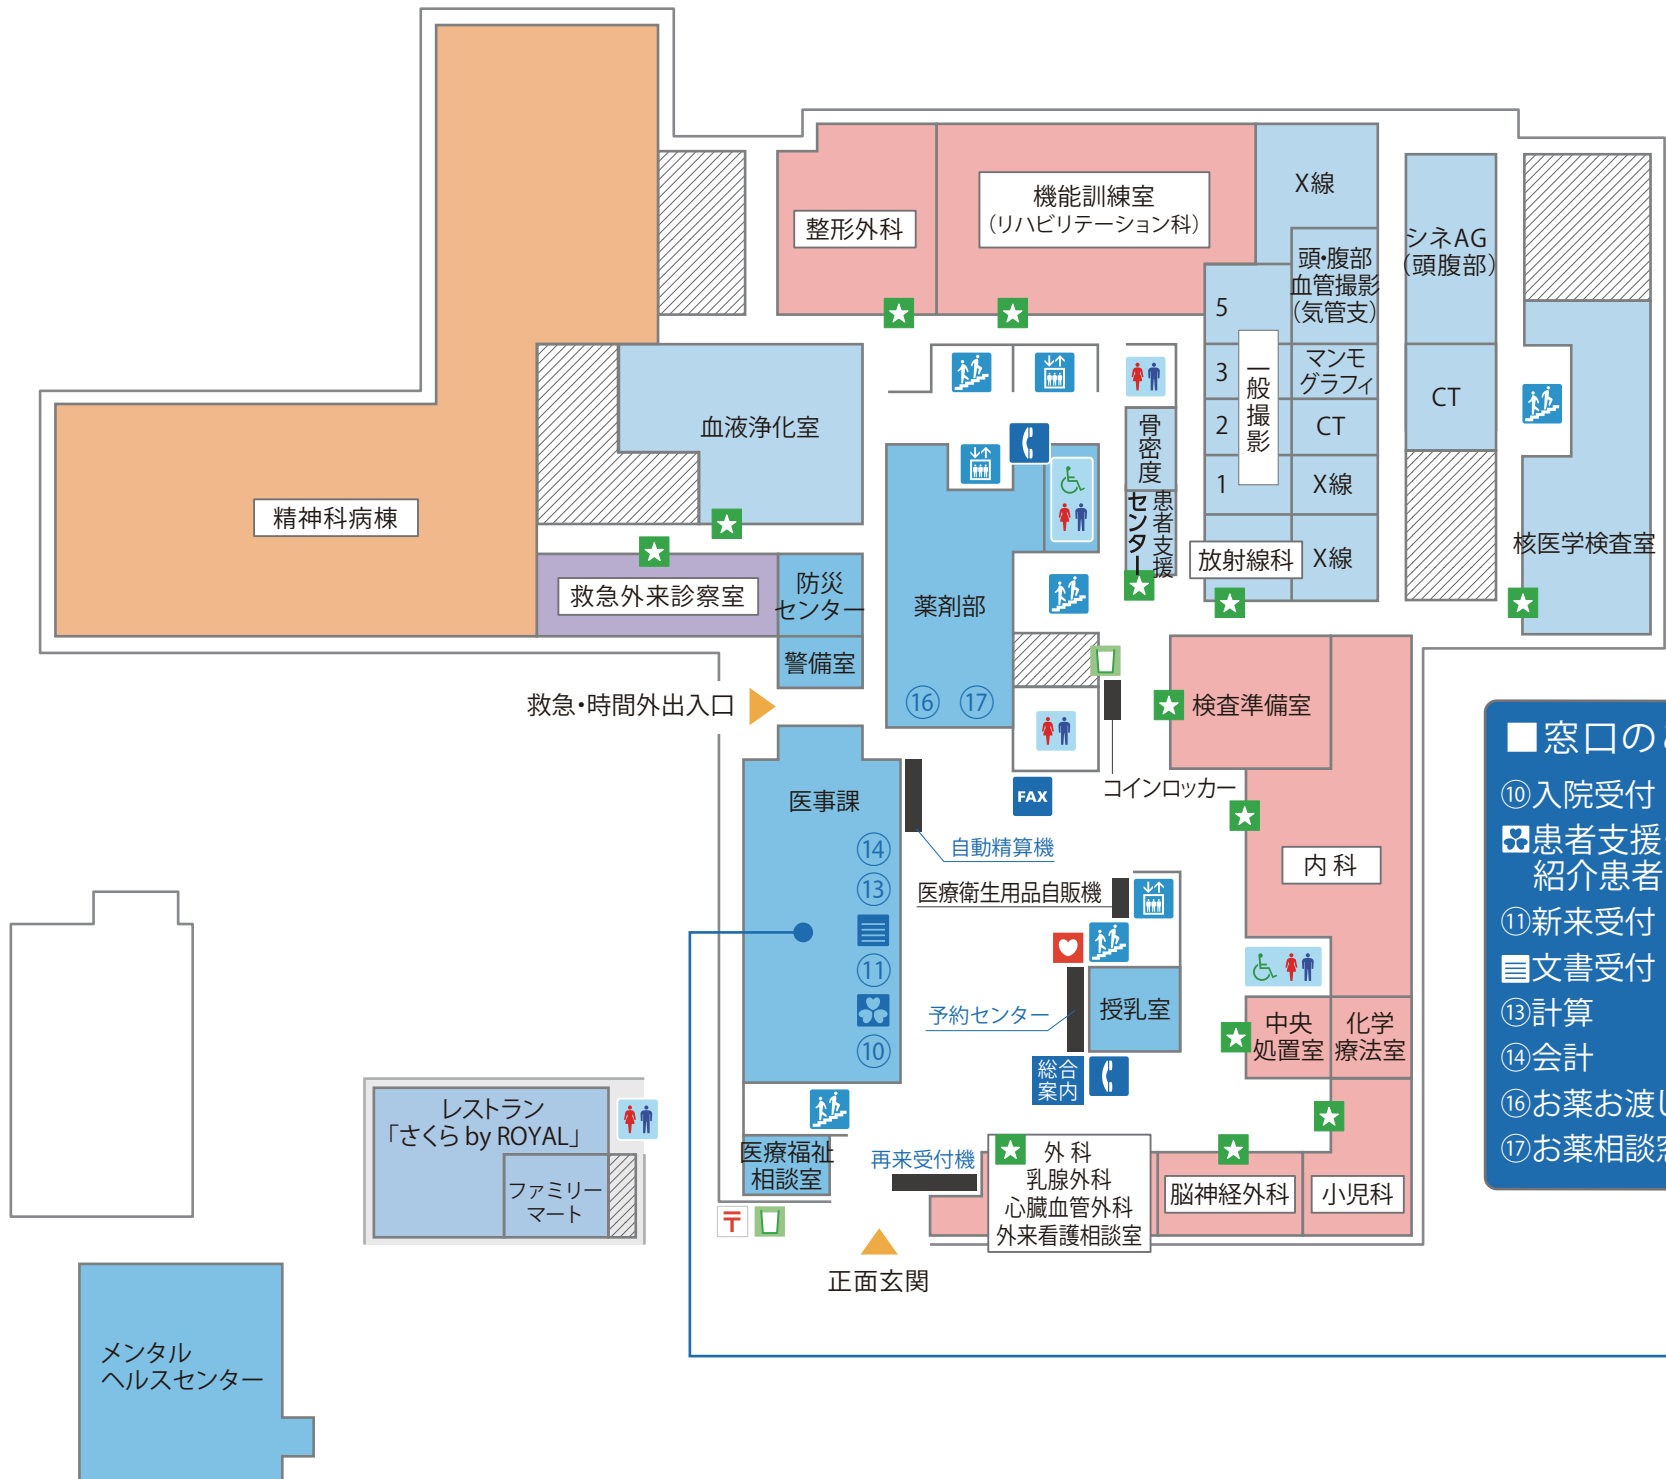 整形外科
機能訓練室
(リハビリテーション科)
X線
シネAG
(頭腹部)
頭・腹部
血管撮影
(気管支)
5
3
2
1
一般撮影
マンモ
グラフィ
CT
X線
X線
CT
放射線科
核医学検査室
骨密度
患者支援
センター
血液浄化室
精神科病棟
救急外来診察室
防災
センター
警備室
薬剤部
⑯ ⑰
救急・時間外出入口
検査準備室
コインロッカー
FAX
医事課
自動精算機
⑭
⑬
⑪
⑩
医療衛生用品自販機
内科
予約センター
授乳室
総合
案内
中央
処置室
化学
療法室
医療福祉
相談室
再来受付機
外科
乳腺外科
心臓血管外科
外来看護相談室
脳神経外科
小児科
正面玄関
レストラン
「さくら by ROYAL」
ファミリー
マート
〒
メンタル
ヘルスセンター
■窓口の
⑩入院受付
患者支援
紹介患者
⑪新来受付
文書受付
⑬計算
⑭会計
⑯お薬お渡し
⑰お薬相談窓